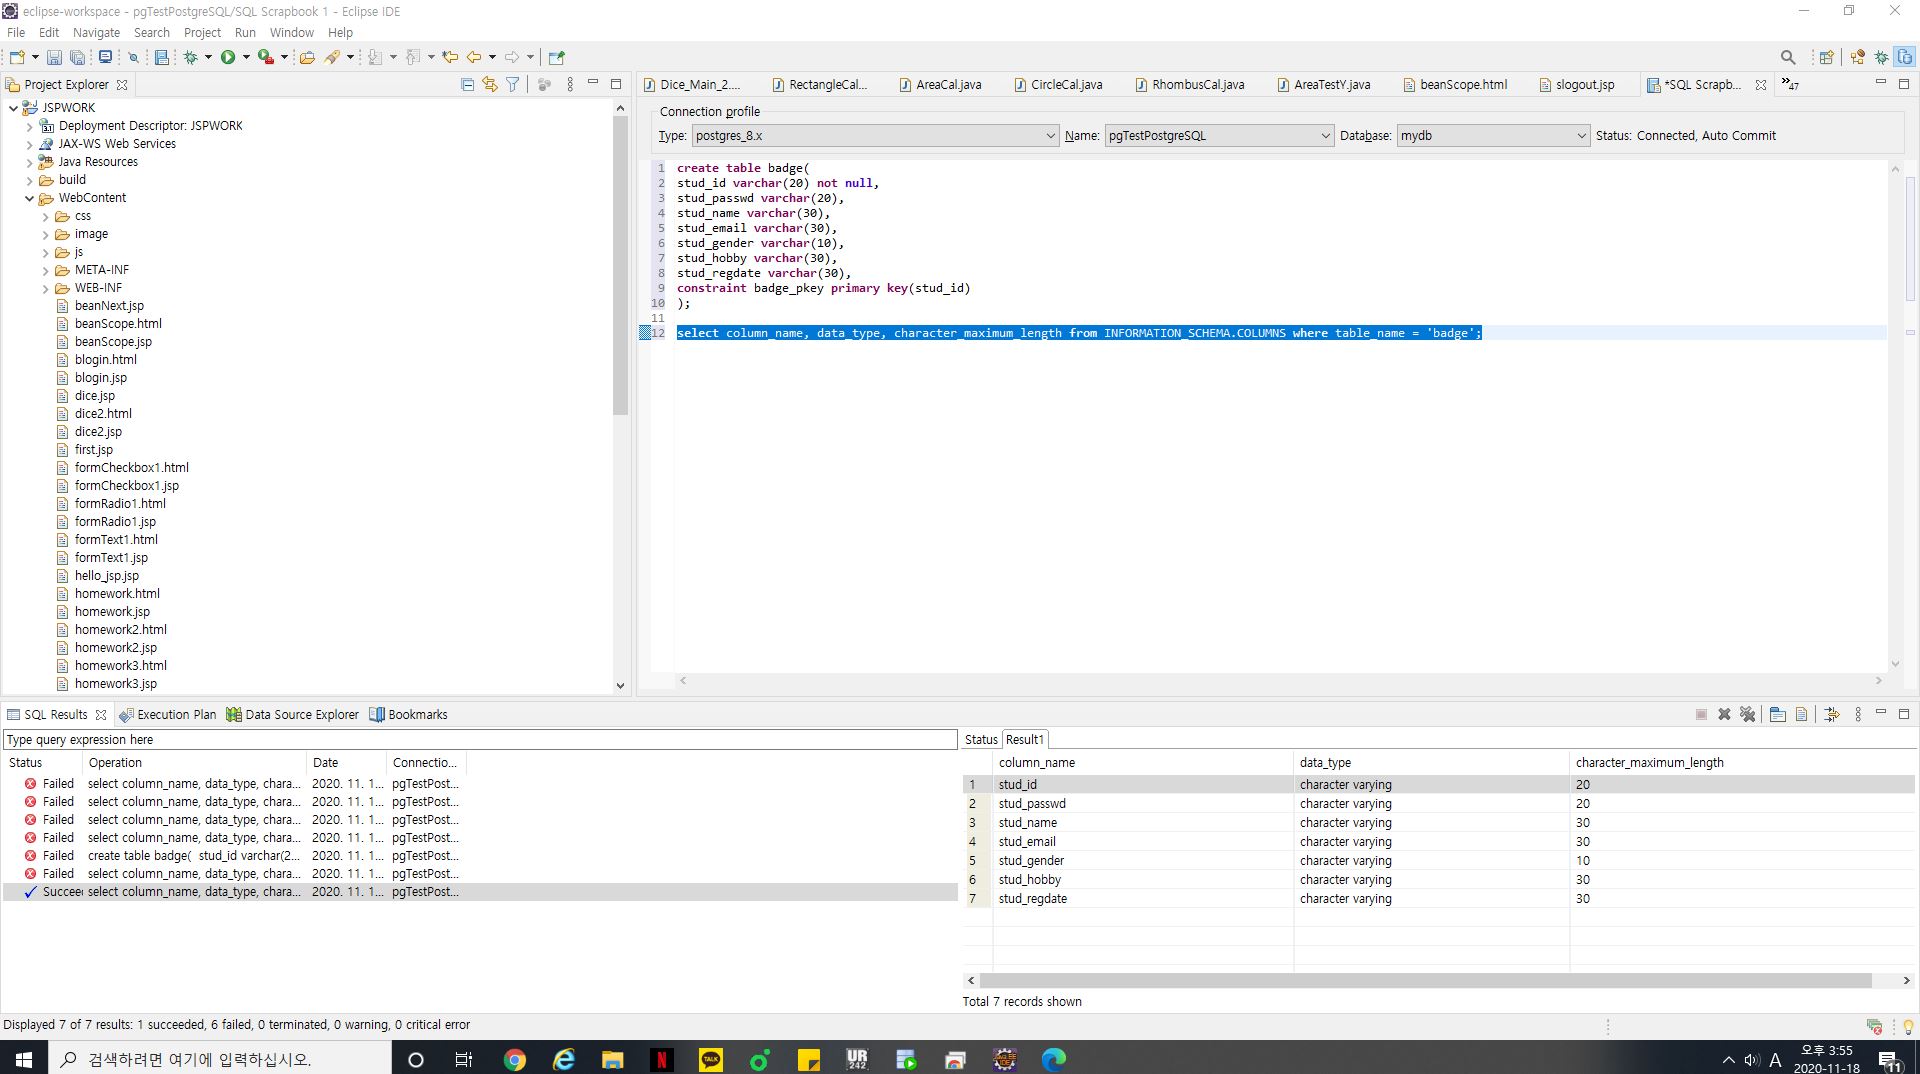 eclipse-workspace - pgTestPostgreSQL/SQL Scrapbook 1 - Eclipse IDE
File Edit Navigate Search Project Run Window Help
Project Explorer
JSPWORK
Deployment Descriptor: JSPWORK
JAX-WS Web Services
Java Resources
build
WebContent
css
image
js
META-INF
WEB-INF
beanNext.jsp
beanScope.html
beanScope.jsp
blogin.html
blogin.jsp
dice.jsp
dice2.html
dice2.jsp
first.jsp
formCheckbox1.html
formCheckbox1.jsp
formRadio1.html
formRadio1.jsp
formText1.html
formText1.jsp
hello_jsp.jsp
homework.html
homework.jsp
homework2.html
homework2.jsp
homework3.html
homework3.jsp
Dice_Main_2.... RectangleCal... AreaCal.java CircleCal.java RhombusCal.java AreaTestY.java beanScope.html slogout.jsp *SQL Scrapb... »47
Connection profile
Type: postgres_8.x Name: pgTestPostgreSQL Database: mydb Status: Connected, Auto Commit
1 create table badge(
2 stud_id varchar(20) not null,
3 stud_passwd varchar(20),
4 stud_name varchar(30),
5 stud_email varchar(30),
6 stud_gender varchar(10),
7 stud_hobby varchar(30),
8 stud_regdate varchar(30),
9 constraint badge_pkey primary key(stud_id)
10 );
11
12 select column_name, data_type, character_maximum_length from INFORMATION_SCHEMA.COLUMNS where table_name = 'badge';
SQL Results Execution Plan Data Source Explorer Bookmarks
Type query expression here
Status Operation Date Connectio...
Failed select column_name, data_type, chara... 2020. 11. 1... pgTestPost...
Failed select column_name, data_type, chara... 2020. 11. 1... pgTestPost...
Failed select column_name, data_type, chara... 2020. 11. 1... pgTestPost...
Failed select column_name, data_type, chara... 2020. 11. 1... pgTestPost...
Failed create table badge( stud_id varchar(2... 2020. 11. 1... pgTestPost...
Failed select column_name, data_type, chara... 2020. 11. 1... pgTestPost...
Succee select column_name, data_type, chara... 2020. 11. 1... pgTestPost...
Status Result1
column_name data_type character_maximum_length
1 stud_id character varying 20
2 stud_passwd character varying 20
3 stud_name character varying 30
4 stud_email character varying 30
5 stud_gender character varying 10
6 stud_hobby character varying 30
7 stud_regdate character varying 30
Total 7 records shown
Displayed 7 of 7 results: 1 succeeded, 6 failed, 0 terminated, 0 warning, 0 critical error
검색하려면 여기에 입력하십시오.
N
TALK
UR
242
A
오후 3:55
2020-11-18
11